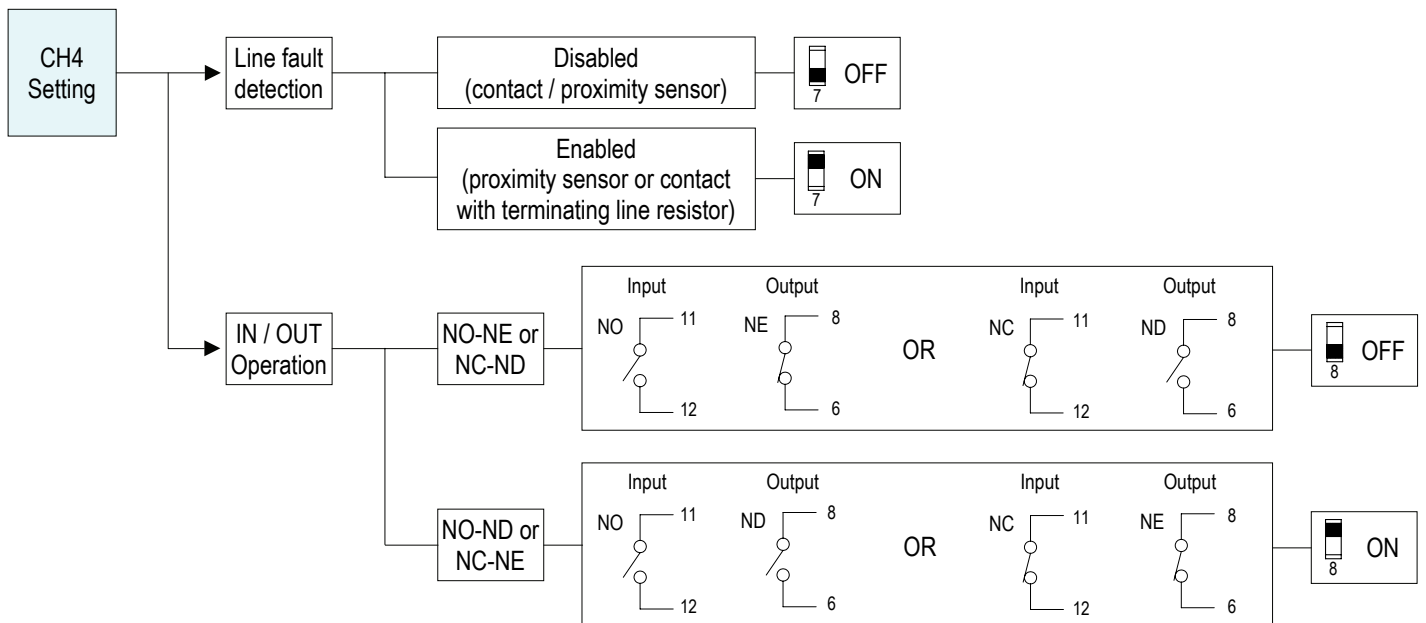 CH4
Setting
Line fault
detection
Disabled
(contact / proximity sensor)
7
OFF
Enabled
(proximity sensor or contact
with terminating line resistor)
7
ON
IN / OUT
Operation
NO-NE or
NC-ND
Input
Output
Input
Output
NO
11
12
NE
8
6
OR
NC
11
12
ND
8
6
8
OFF
NO-ND or
NC-NE
Input
Output
Input
Output
NO
11
12
ND
8
6
OR
NC
11
12
NE
8
6
8
ON